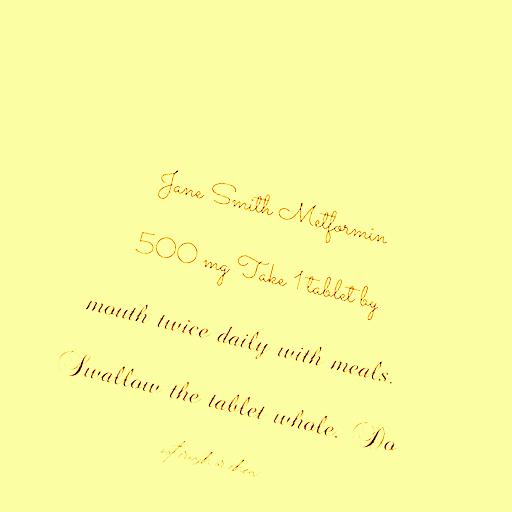 Jane Smith Metformin
500 mg Take 1 tablet by
mouth twice daily with meals.
Swallow the tablet whole. Do